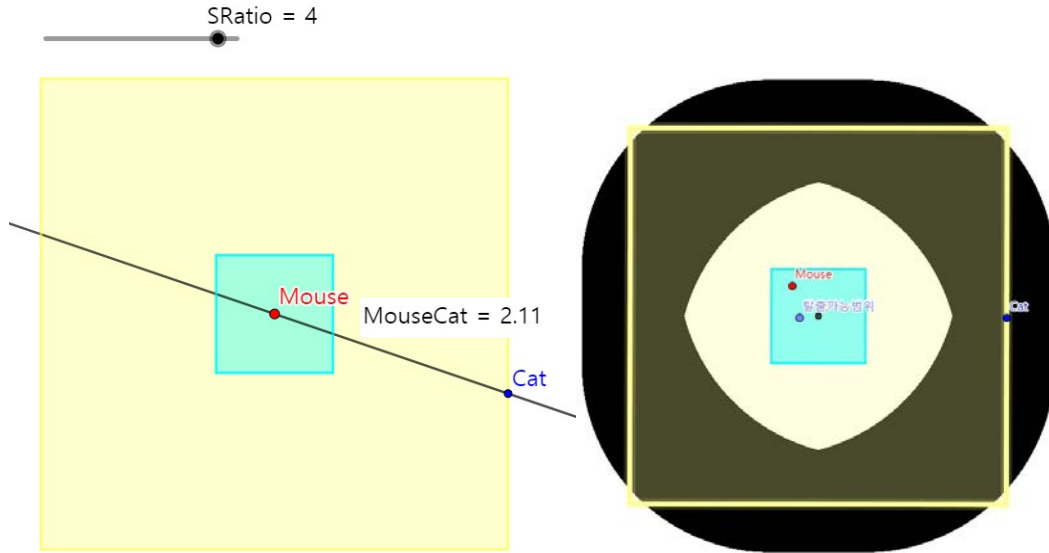 SRatio = 4
Mouse
MouseCat = 2.11
Cat
Mouse
탈출가능범위
Cat